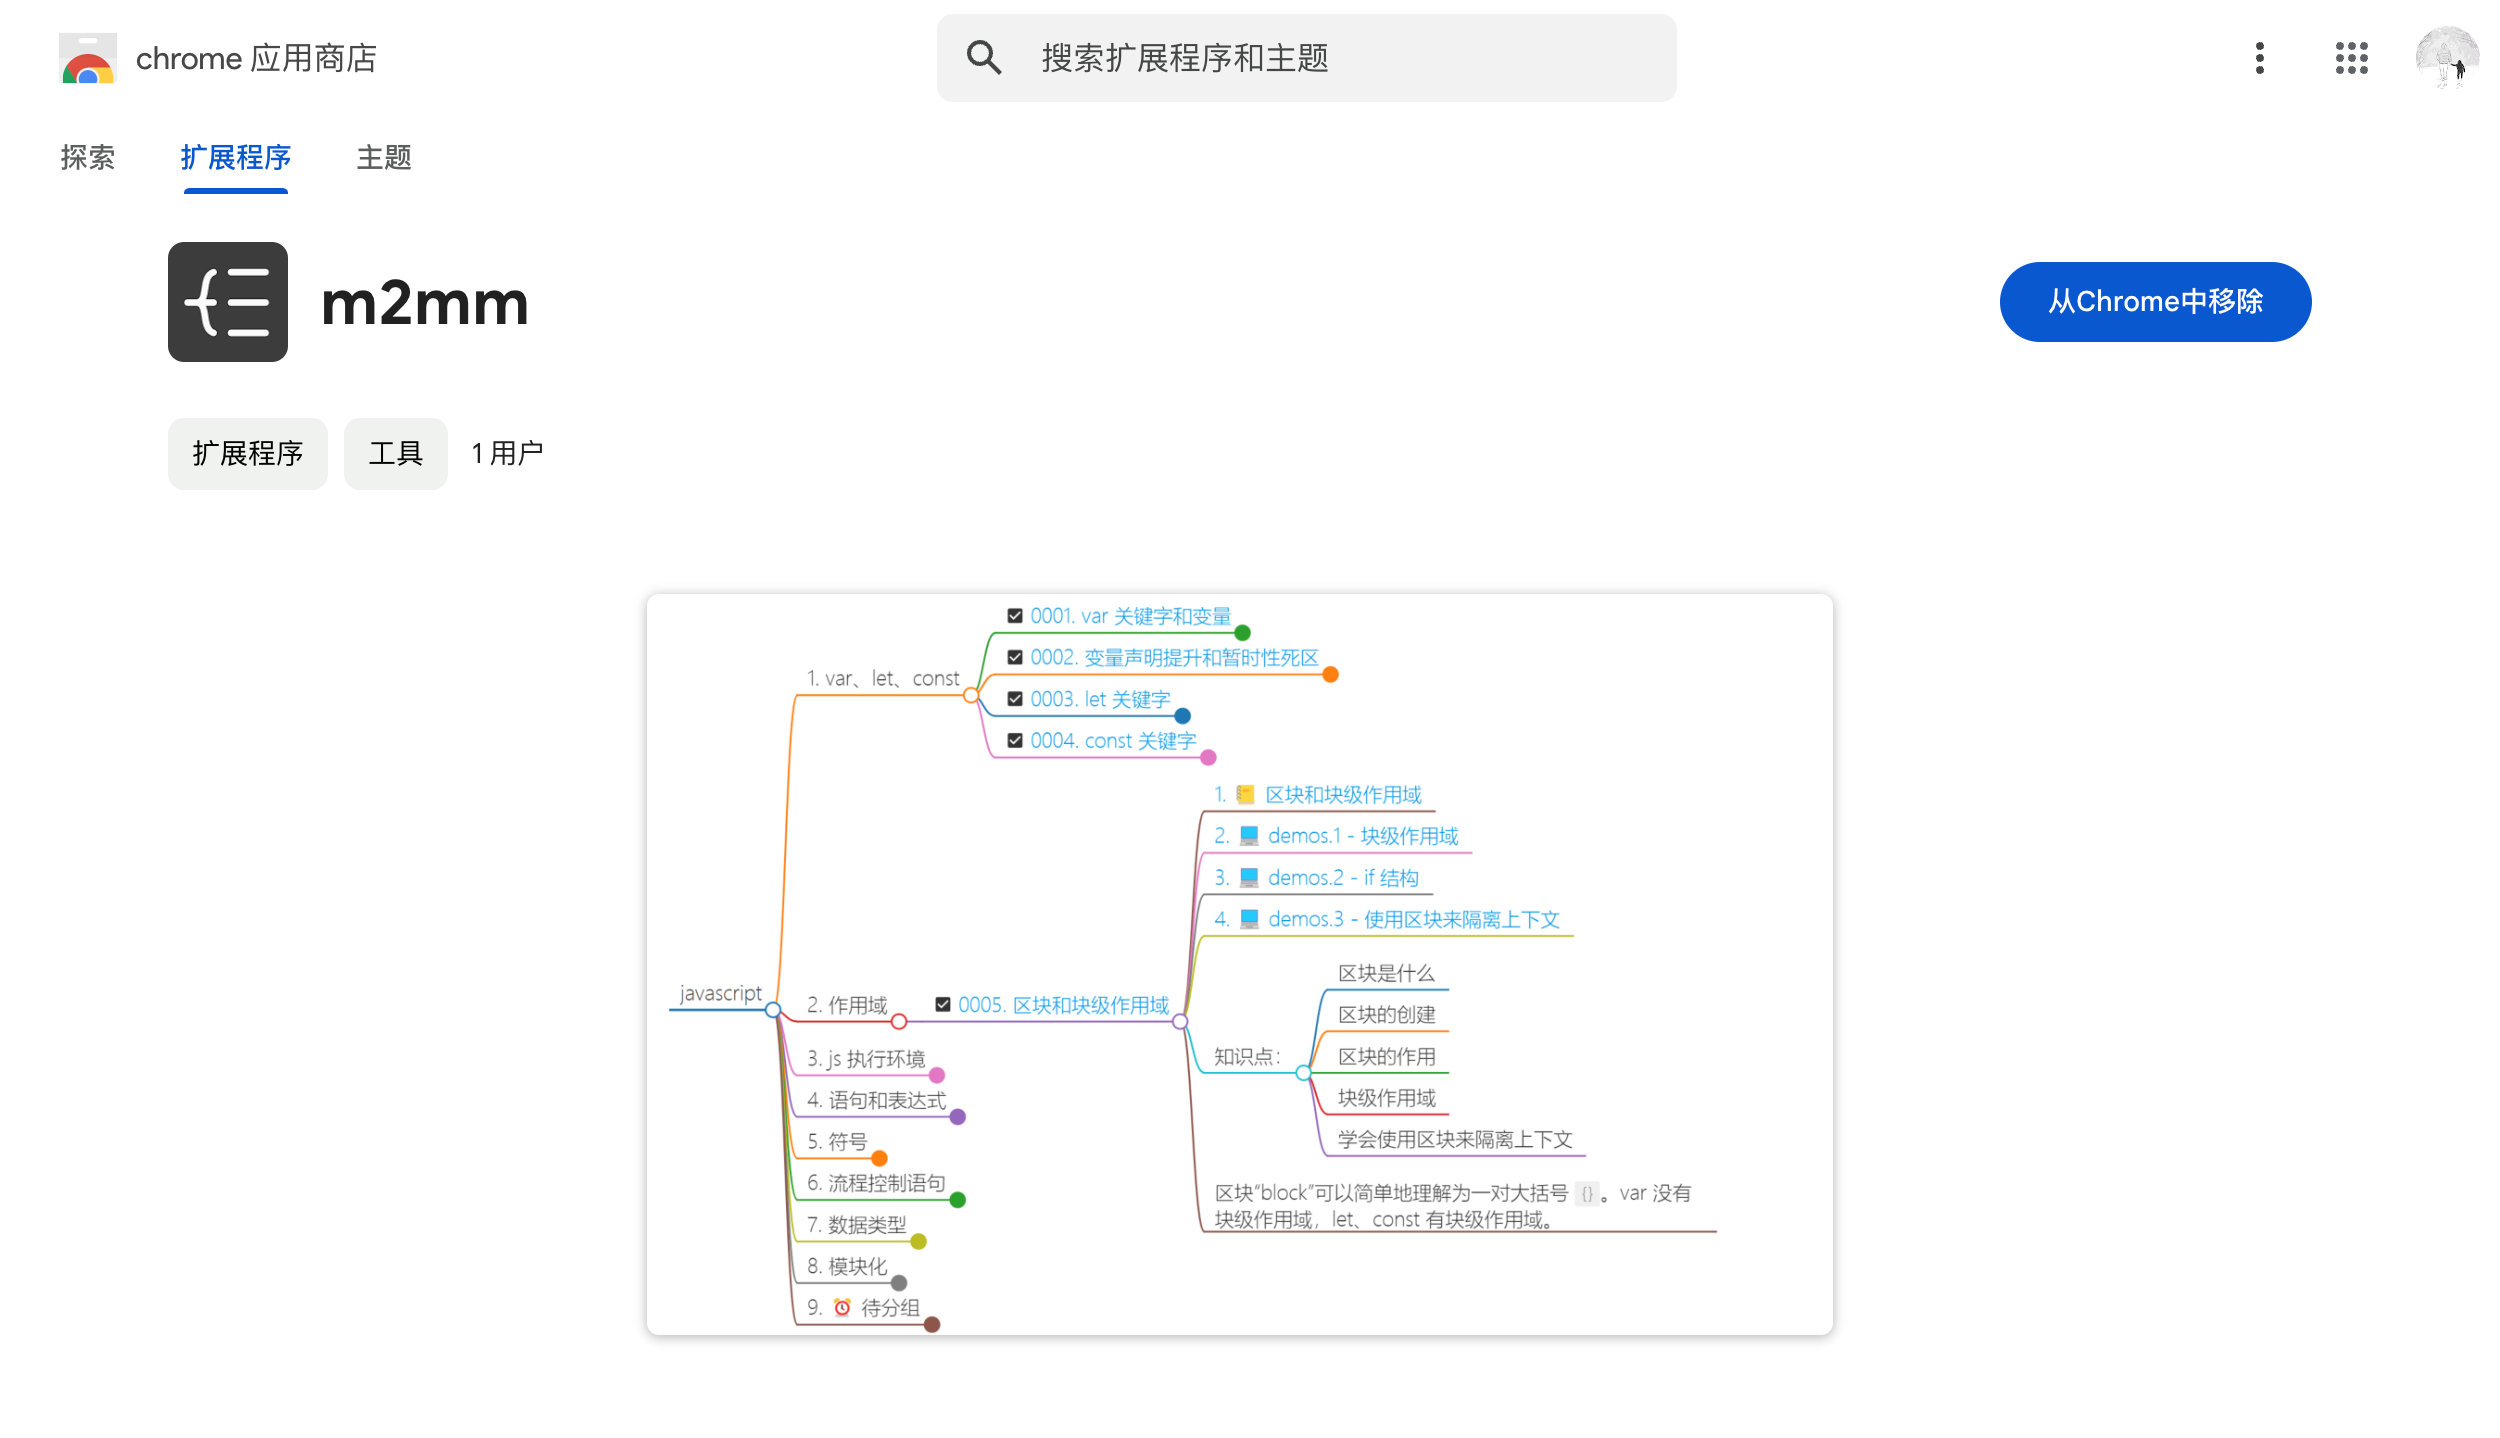 chrome 应用商店
搜索扩展程序和主题
探索
扩展程序
主题
m2mm
从Chrome中移除
扩展程序
工具
1 用户
0001. var 关键字和变量
0002. 变量声明提升和暂时性死区
1. var、let、const
0003. let 关键字
0004. const 关键字
1. 📒 区块和块级作用域
2. 💻 demos.1 - 块级作用域
3. 💻 demos.2 - if 结构
4. 💻 demos.3 - 使用区块来隔离上下文
javascript
2. 作用域
0005. 区块和块级作用域
区块是什么
区块的创建
知识点：
区块的作用
块级作用域
学会使用区块来隔离上下文
区块“block”可以简单地理解为一对大括号 {}。var 没有
块级作用域，let、const 有块级作用域。
3. js 执行环境
4. 语句和表达式
5. 符号
6. 流程控制语句
7. 数据类型
8. 模块化
9. ⏰ 待分组